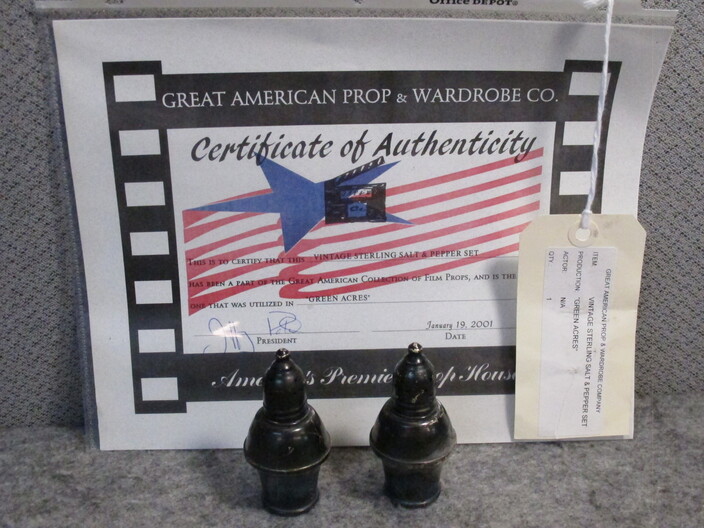 Office DEPOT®
GREAT AMERICAN PROP & WARDROBE CO.
Certificate of Authenticity
THIS IS TO CERTIFY THAT THIS VINTAGE STERLING SALT & PEPPER SET
HAS BEEN A PART OF THE GREAT AMERICAN COLLECTION OF FILM PROPS, AND IS THE
ONE THAT WAS UTILIZED IN "GREEN ACRES"
January 19, 2001
PRESIDENT DATE
America's Premier Prop House
GREAT AMERICAN PROP & WARDROBE COMPANY
ITEM: VINTAGE STERLING SALT & PEPPER SET
PRODUCTION: "GREEN ACRES"
ACTOR: N/A
QTY: 1